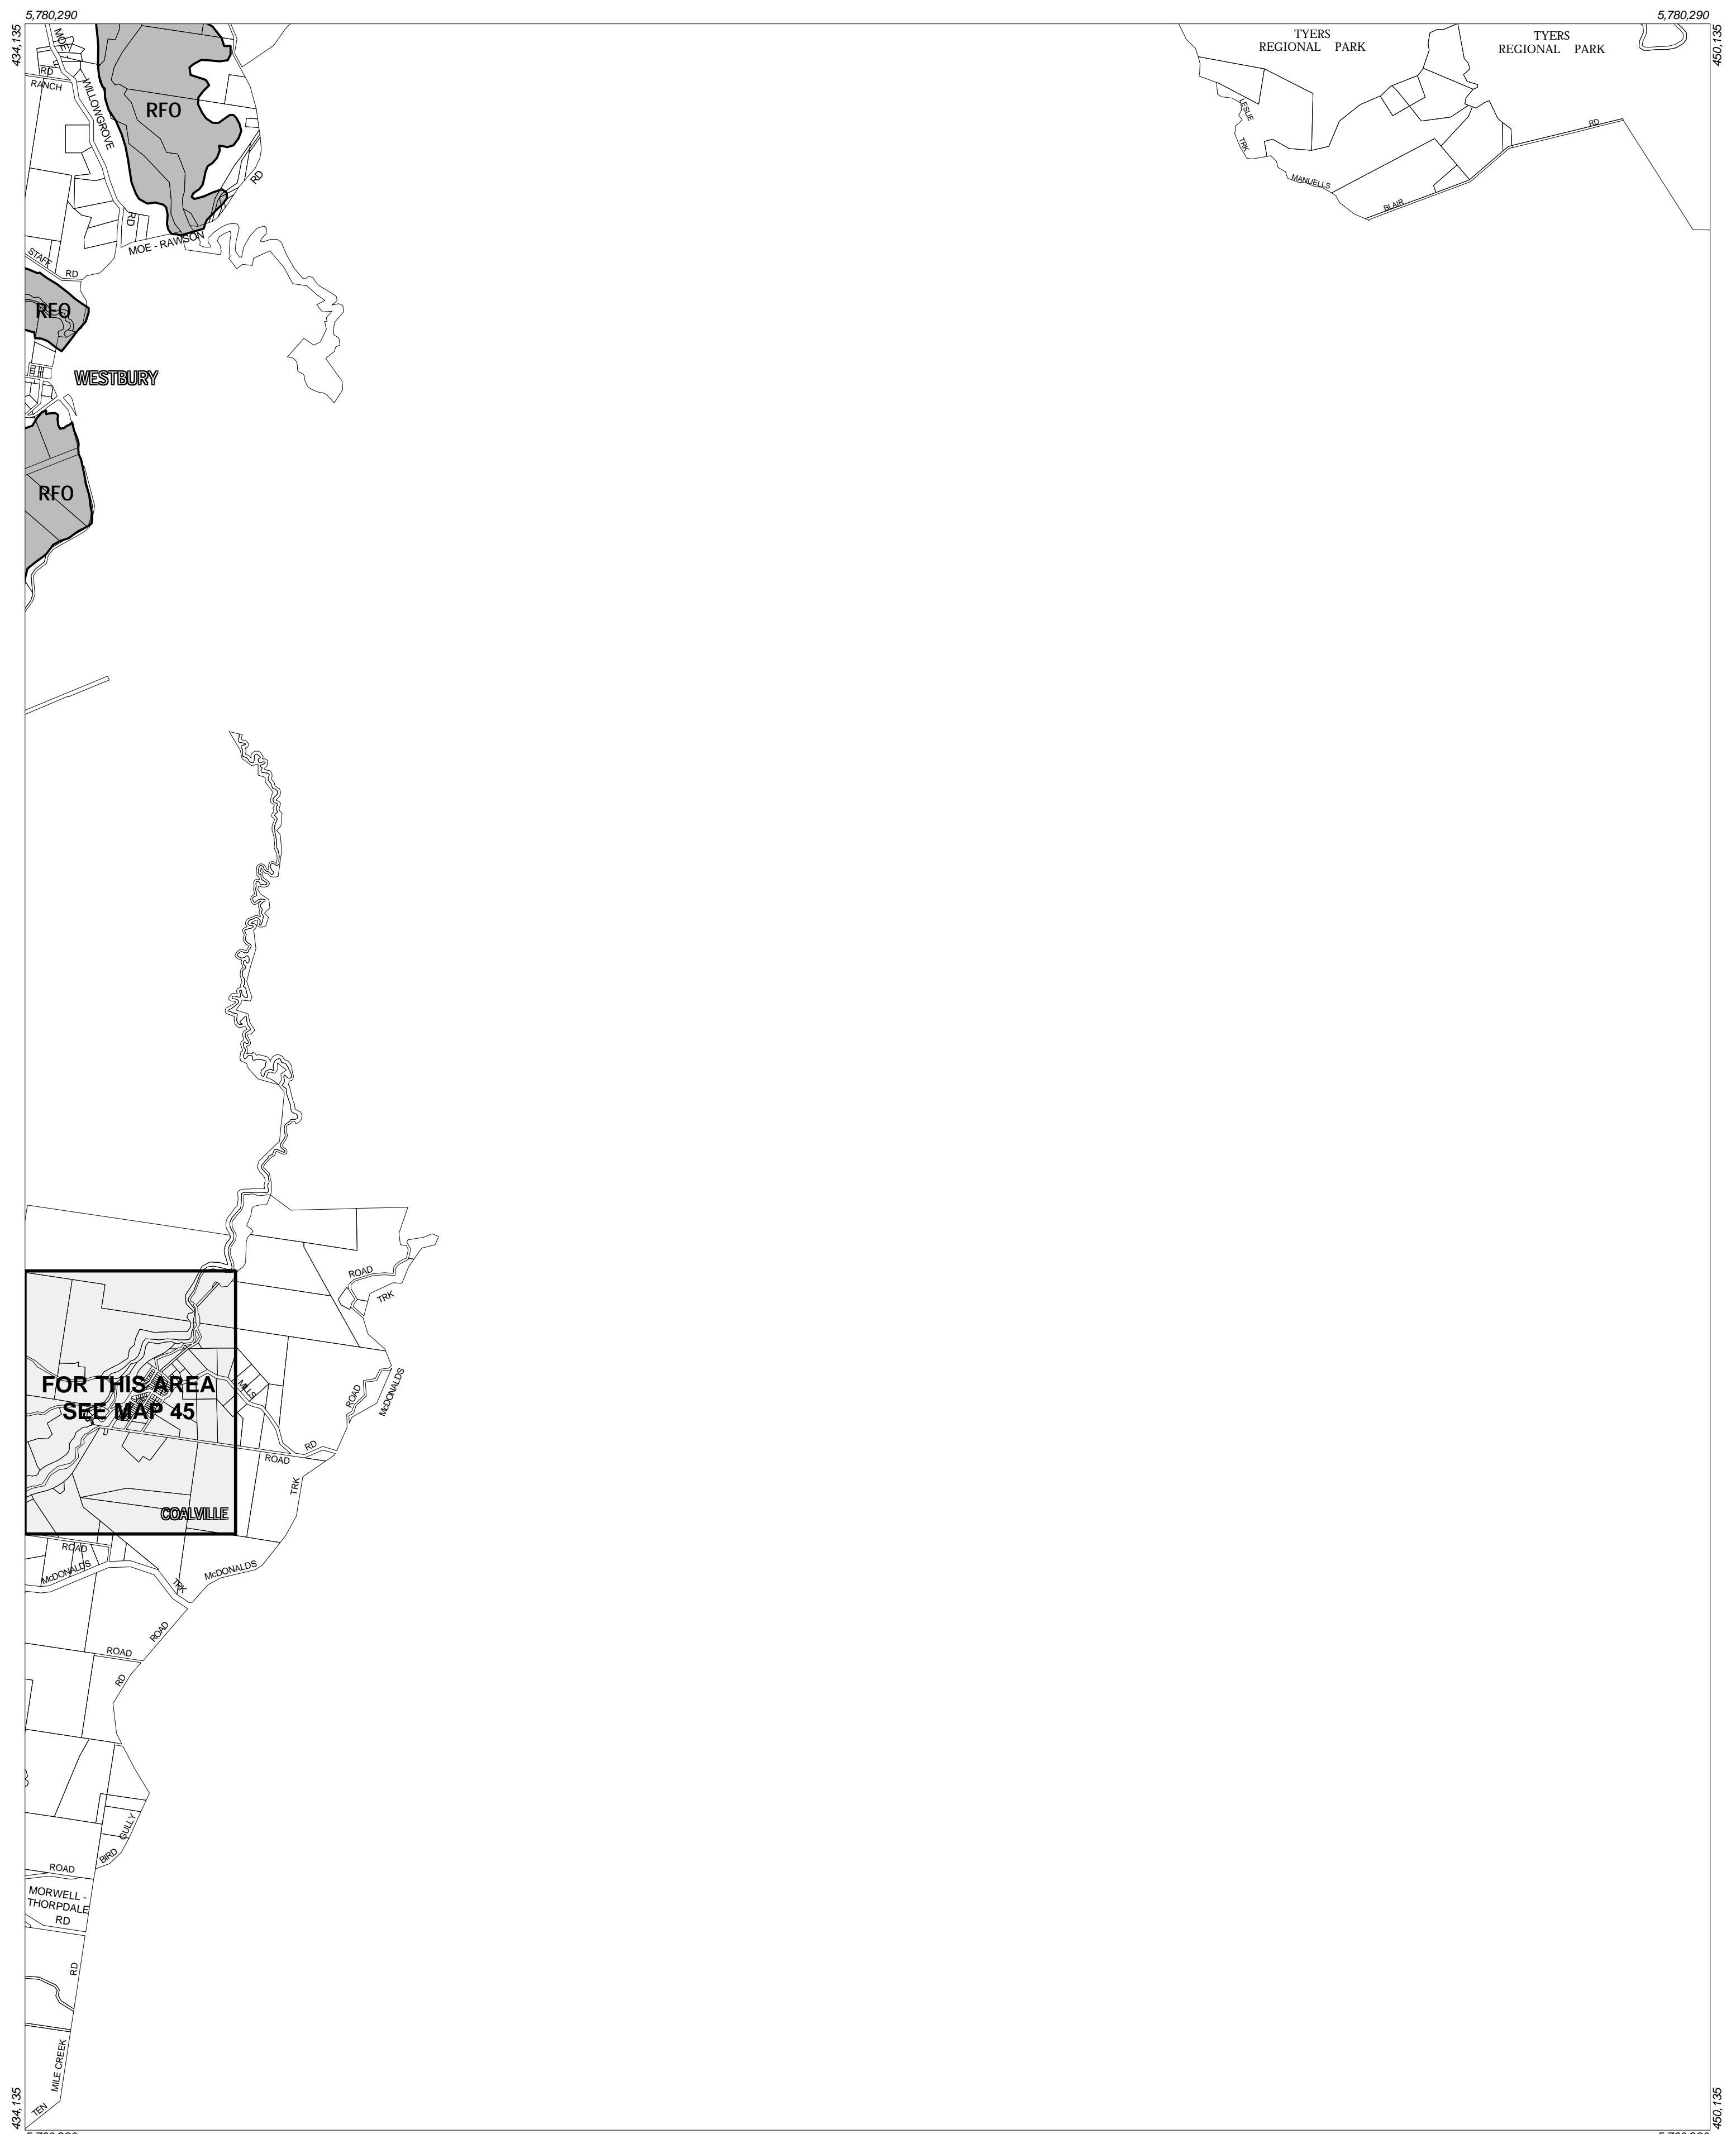 5,780,290
5,780,290
434,135
450,135
TYERS
REGIONAL PARK
TYERS
REGIONAL PARK
MOE
RD
RANCH
WILLOWGROVE
RFO
LESLIE
TRK
RD
MANUELLS
BLAIR
RD
RD
MOE - RAWSON
STAFF
RD
RFO
WESTBURY
RFO
ROAD
TRK
FOR THIS AREA
SEE MAP 45
MILLS
ROAD
McDONALDS
RD
ROAD
TRK
COALVILLE
ROAD
McDONALDS
McDONALDS
TRK
ROAD
ROAD
RD
GULLY
BIRD
ROAD
MORWELL -
THORPDALE
RD
RD
MILE CREEK
TEN
434,135
450,135